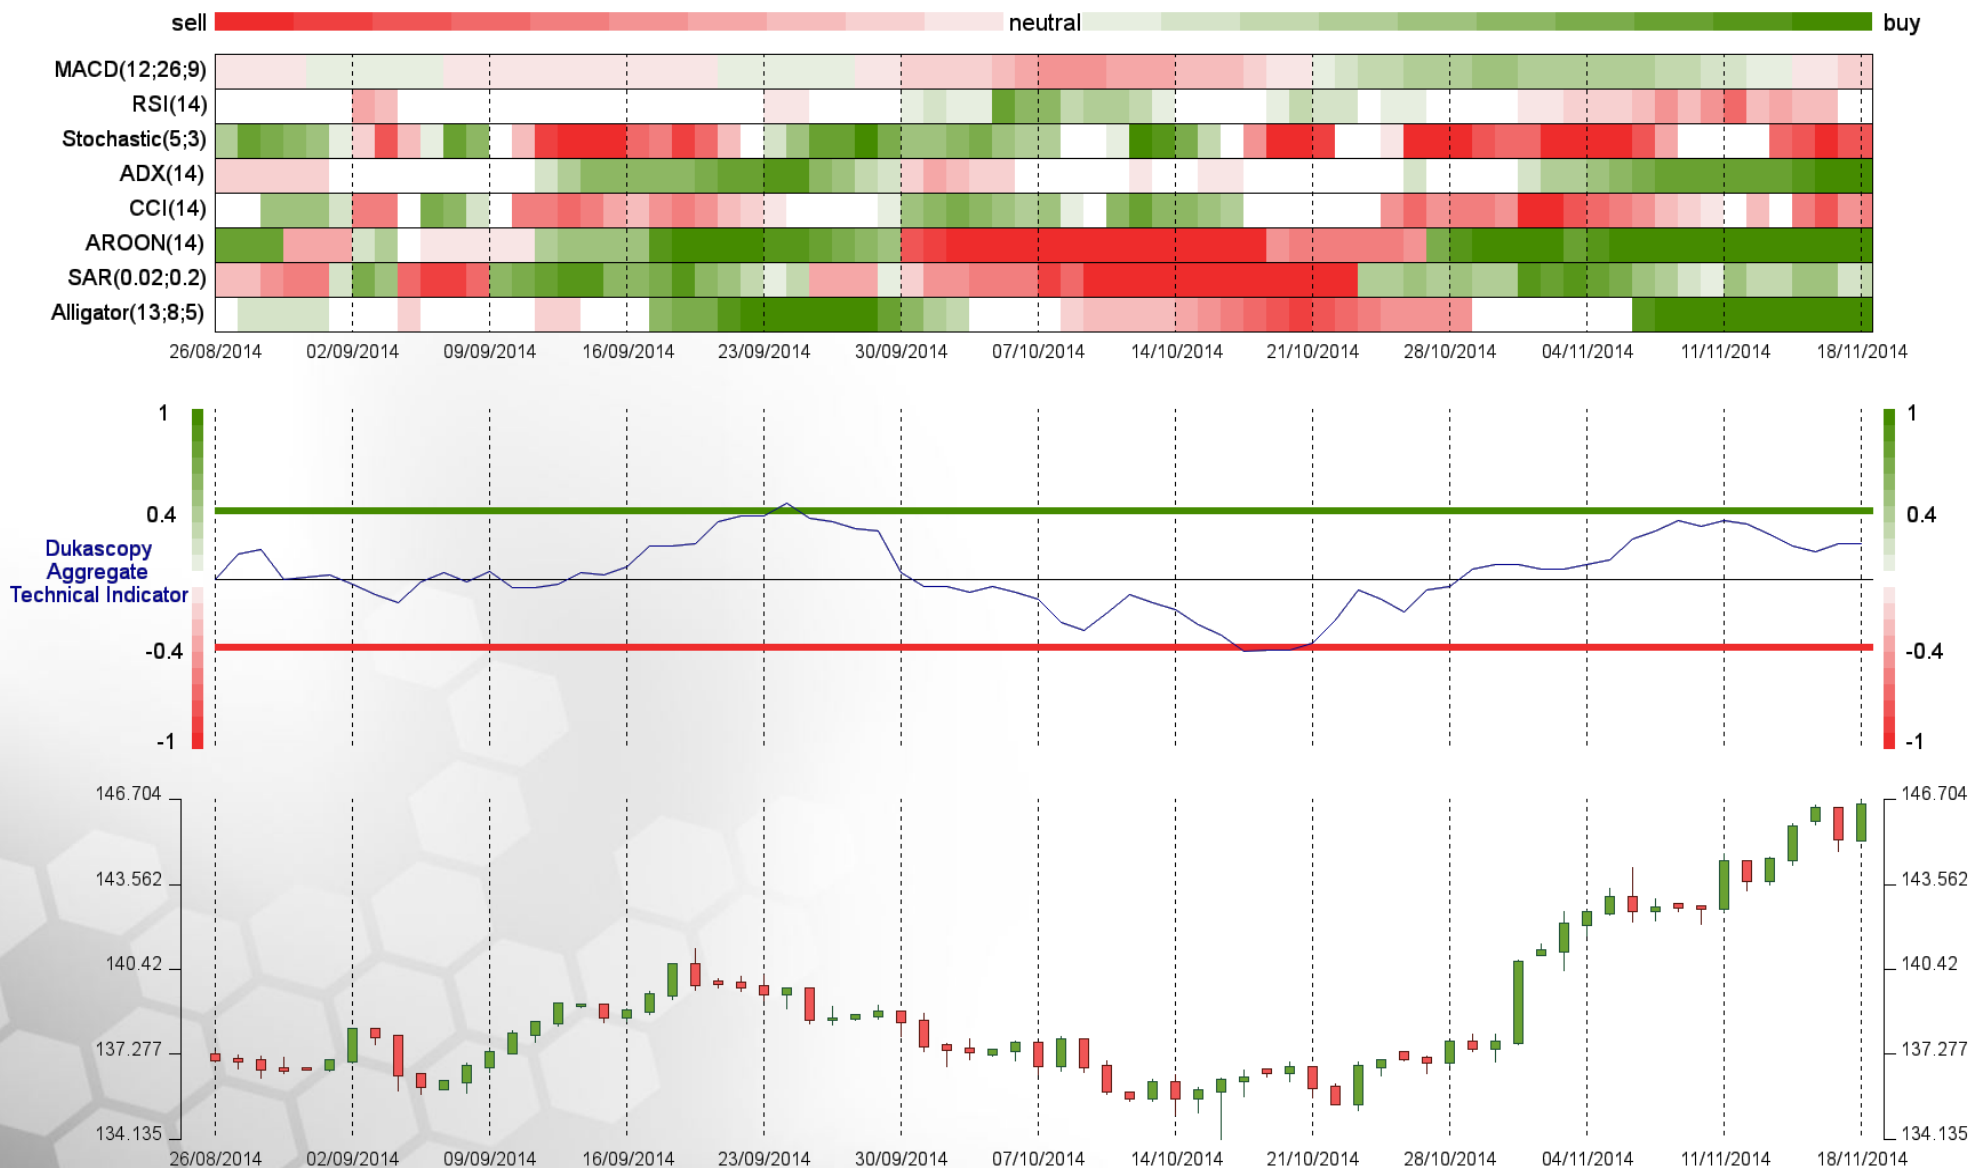 sell neutral buy
MACD(12;26;9)
RSI(14)
Stochastic(5;3)
ADX(14)
CCI(14)
AROON(14)
SAR(0.02;0.2)
Alligator(13;8;5)
26/08/2014 02/09/2014 09/09/2014 16/09/2014 23/09/2014 30/09/2014 07/10/2014 14/10/2014 21/10/2014 28/10/2014 04/11/2014 11/11/2014 18/11/2014
1 1
0.4 0.4
Dukascopy
Aggregate
Technical Indicator
-0.4 -0.4
-1 -1
146.704 146.704
143.562 143.562
140.42 140.42
137.277 137.277
134.135 134.135
26/08/2014 02/09/2014 09/09/2014 16/09/2014 23/09/2014 30/09/2014 07/10/2014 14/10/2014 21/10/2014 28/10/2014 04/11/2014 11/11/2014 18/11/2014